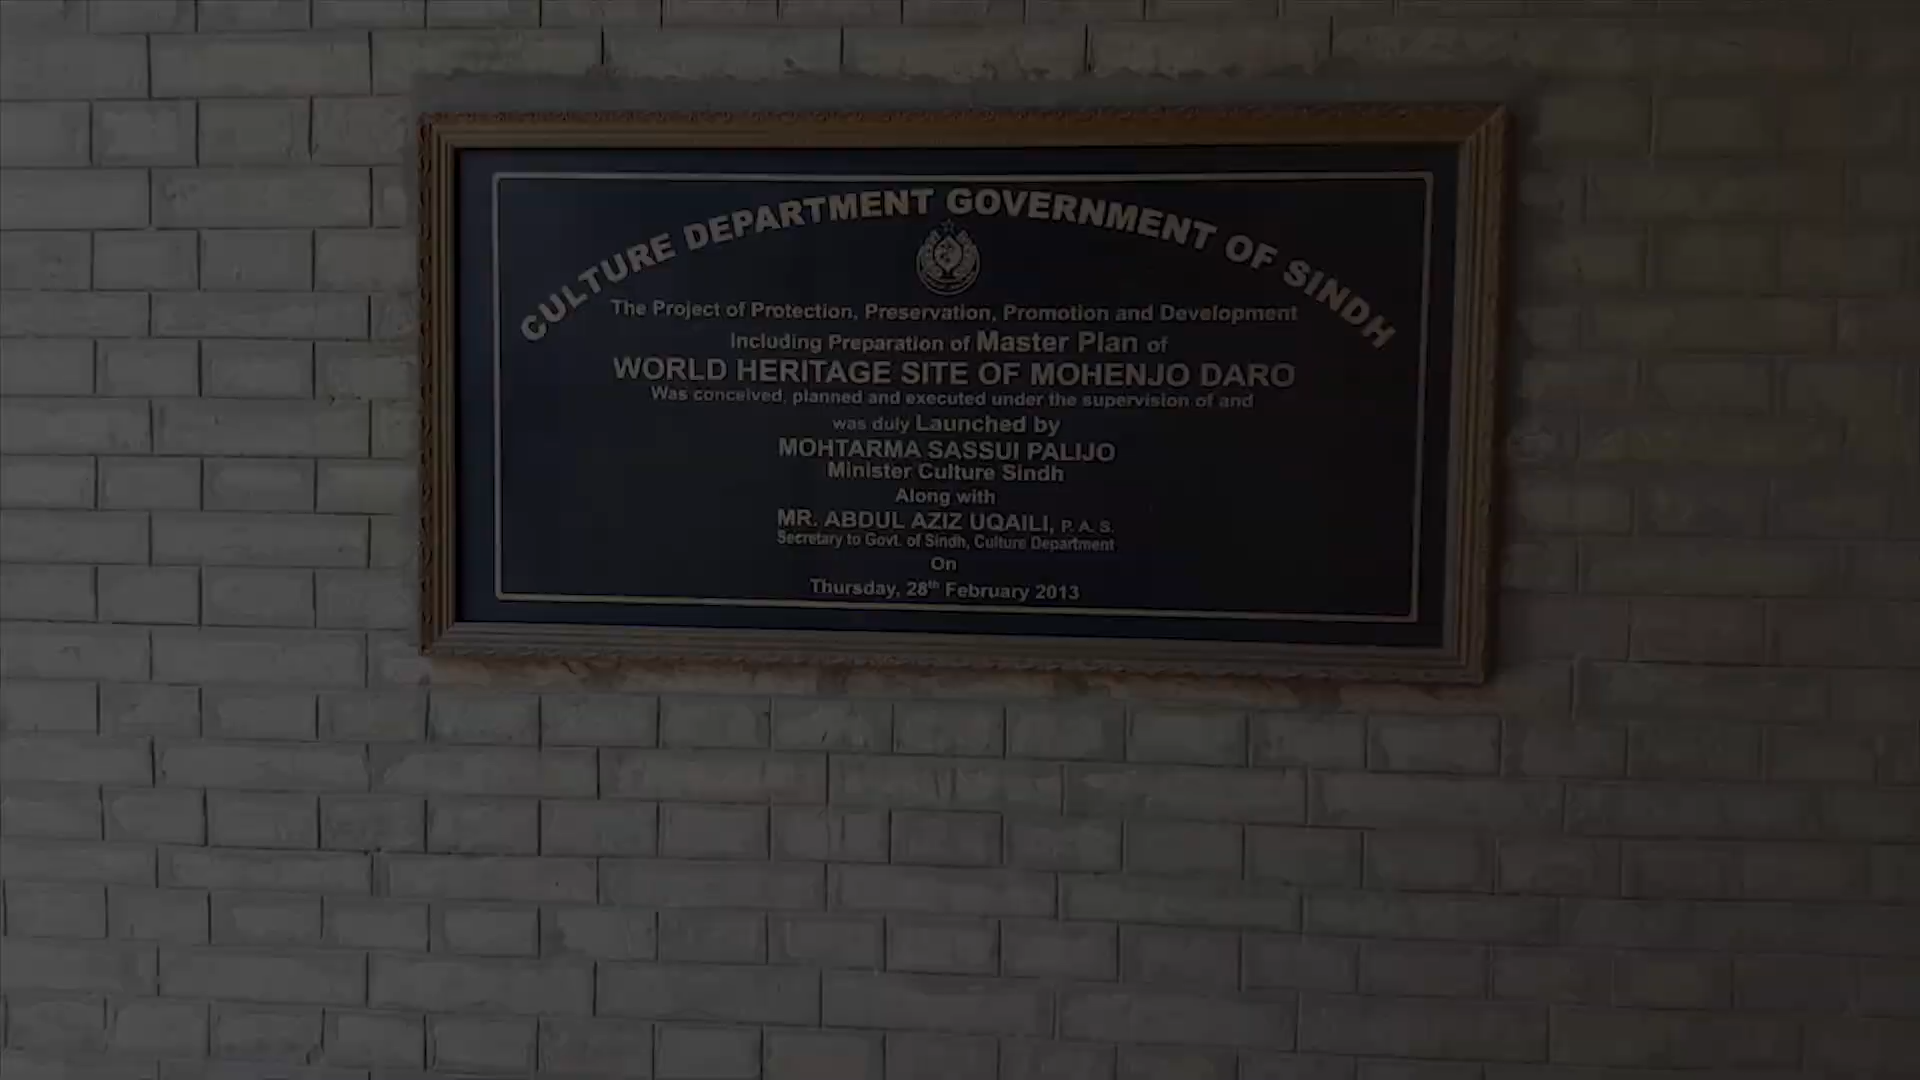 CULTURE DEPARTMENT GOVERNMENT OF SINDH
The Project of Protection, Preservation, Promotion and Development
Including Preparation of Master Plan of
WORLD HERITAGE SITE OF MOHENJO DARO
Was conceived, planned and executed under the supervision of and
was duly Launched by
MOHTARMA SASSUI PALIJO
Minister Culture Sindh
Along with
MR. ABDUL AZIZ UQAILI, P. A. S.
Secretary to Govt. of Sindh, Culture Department
On
Thursday, 28th February 2013